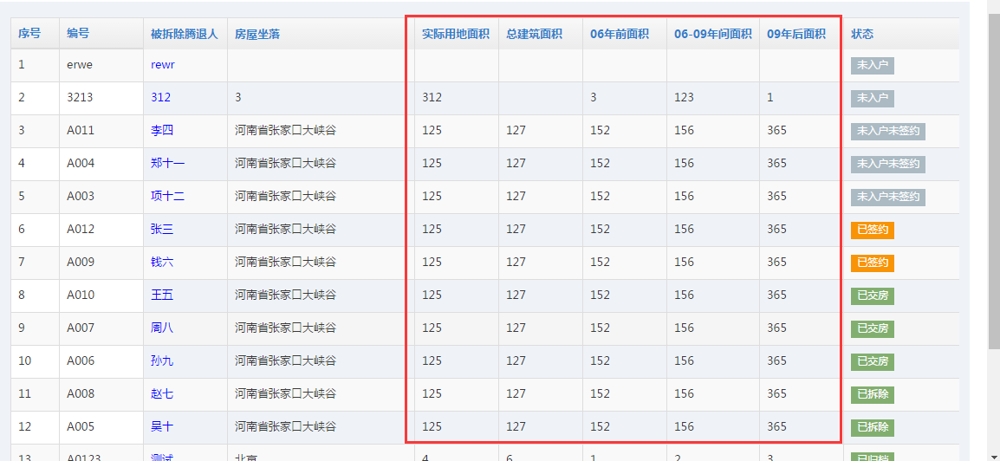 序号 编号 被拆除腾退人 房屋坐落 实际用地面积 总建筑面积 06年前面积 06-09年间面积 09年后面积 状态
1 erwe rewr 未入户
2 3213 312 3 312 3 123 1 未入户
3 A011 李四 河南省张家口大峡谷 125 127 152 156 365 未入户未签约
4 A004 郑十一 河南省张家口大峡谷 125 127 152 156 365 未入户未签约
5 A003 项十二 河南省张家口大峡谷 125 127 152 156 365 未入户未签约
6 A012 张三 河南省张家口大峡谷 125 127 152 156 365 已签约
7 A009 钱六 河南省张家口大峡谷 125 127 152 156 365 已签约
8 A010 王五 河南省张家口大峡谷 125 127 152 156 365 已交房
9 A007 周八 河南省张家口大峡谷 125 127 152 156 365 已交房
10 A006 孙九 河南省张家口大峡谷 125 127 152 156 365 已交房
11 A008 赵七 河南省张家口大峡谷 125 127 152 156 365 已拆除
12 A005 吴十 河南省张家口大峡谷 125 127 152 156 365 已拆除
13 A0123 测试 北京 4 6 1 2 3 已归档